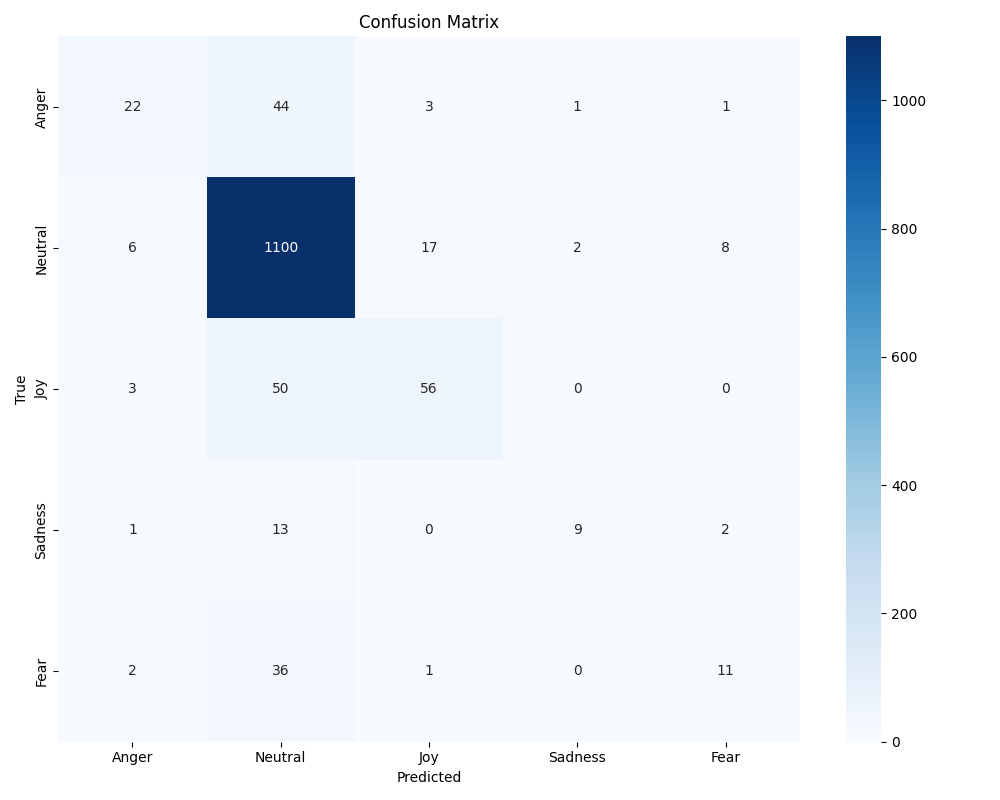 Confusion Matrix
Anger 22 44 3 1 1
Neutral 6 1100 17 2 8
Joy 3 50 56 0 0
Sadness 1 13 0 9 2
Fear 2 36 1 0 11
True
Anger Neutral Joy Sadness Fear
Predicted
1000
800
600
400
200
0